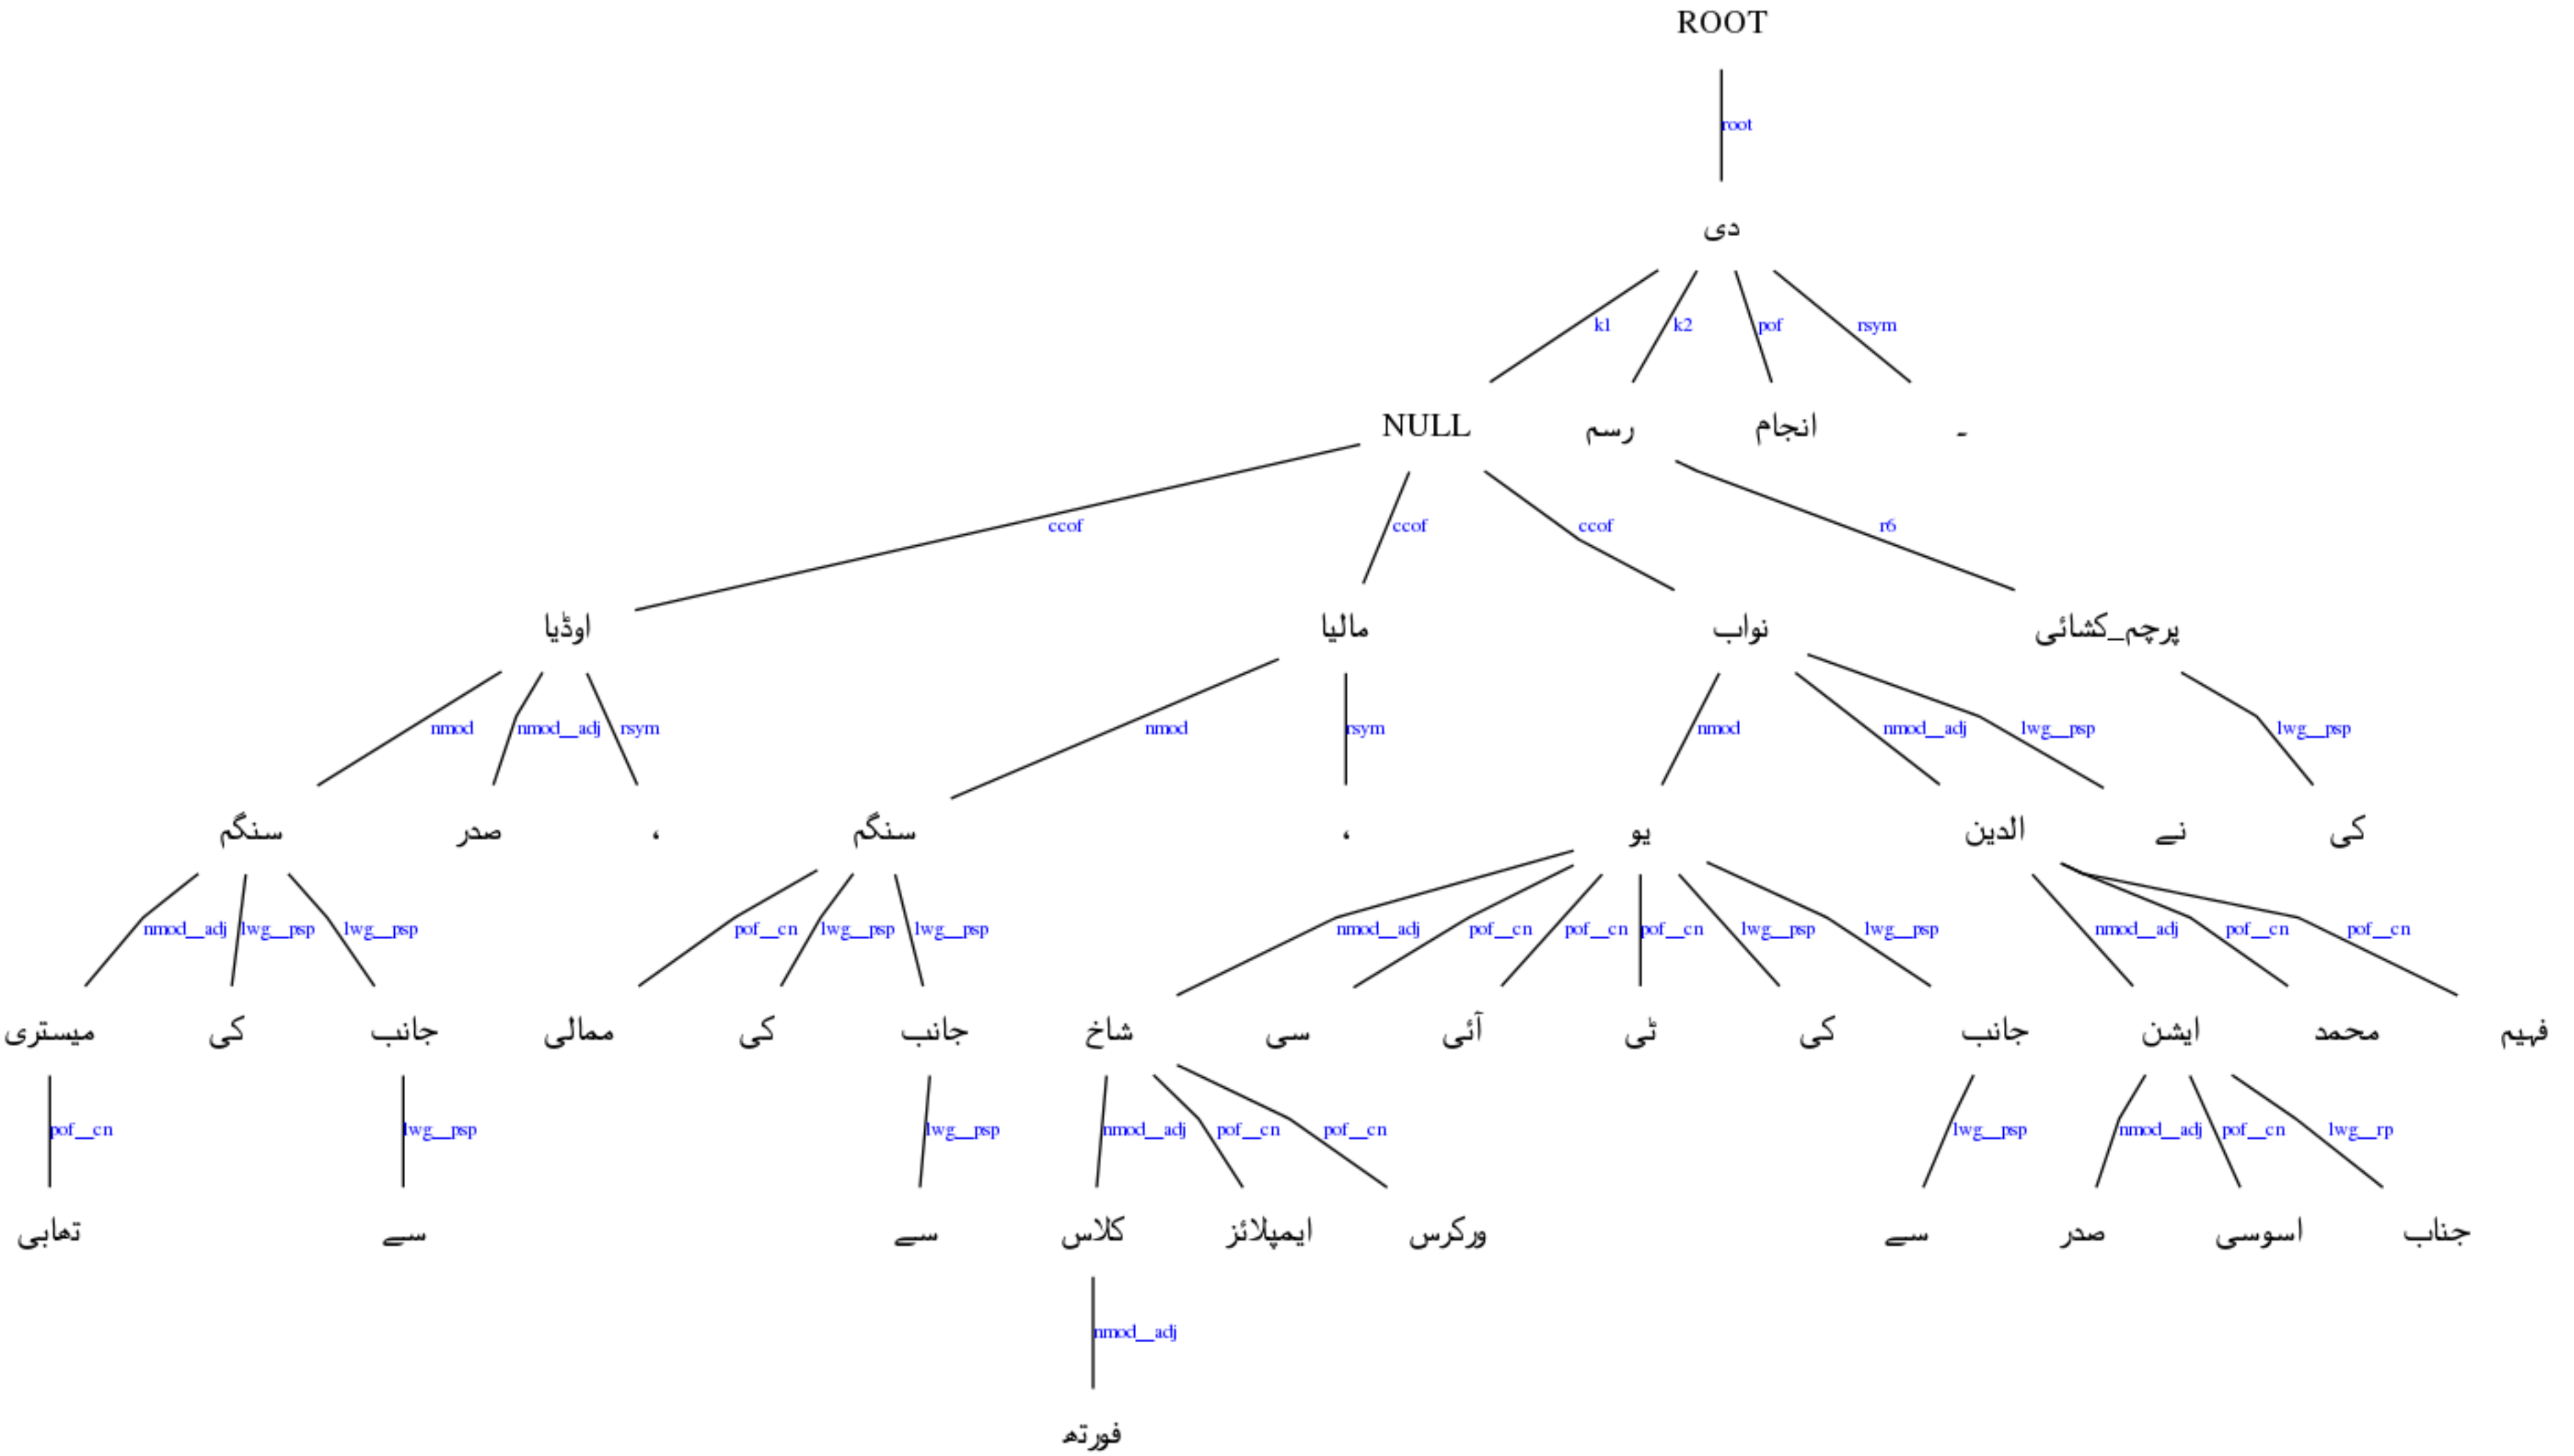 ROOT
root
دی
k1 k2 pof rsym
NULL رسم انجام ۔
ccof ccof ccof r6
اوڈیا مالیا نواب پرچم_کشائی
nmod nmod__adj rsym nmod rsym nmod nmod__adj lwg__psp lwg__psp
سنگم صدر ، سنگم ، یو الدین نے کی
nmod__adj lwg__psp lwg__psp pof__cn lwg__psp lwg__psp nmod__adj pof__cn pof__cn pof__cn lwg__psp lwg__psp nmod__adj pof__cn pof__cn
میستری کی جانب ممالی کی جانب شاخ سی آئی ٹی کی جانب ایشن محمد فہیم
pof__cn lwg__psp lwg__psp nmod__adj pof__cn pof__cn lwg__psp nmod__adj pof__cn lwg__rp
تھابی سے سے کلاس ایمپلائز ورکرس سے صدر اسوسی جناب
nmod__adj
فورتھ